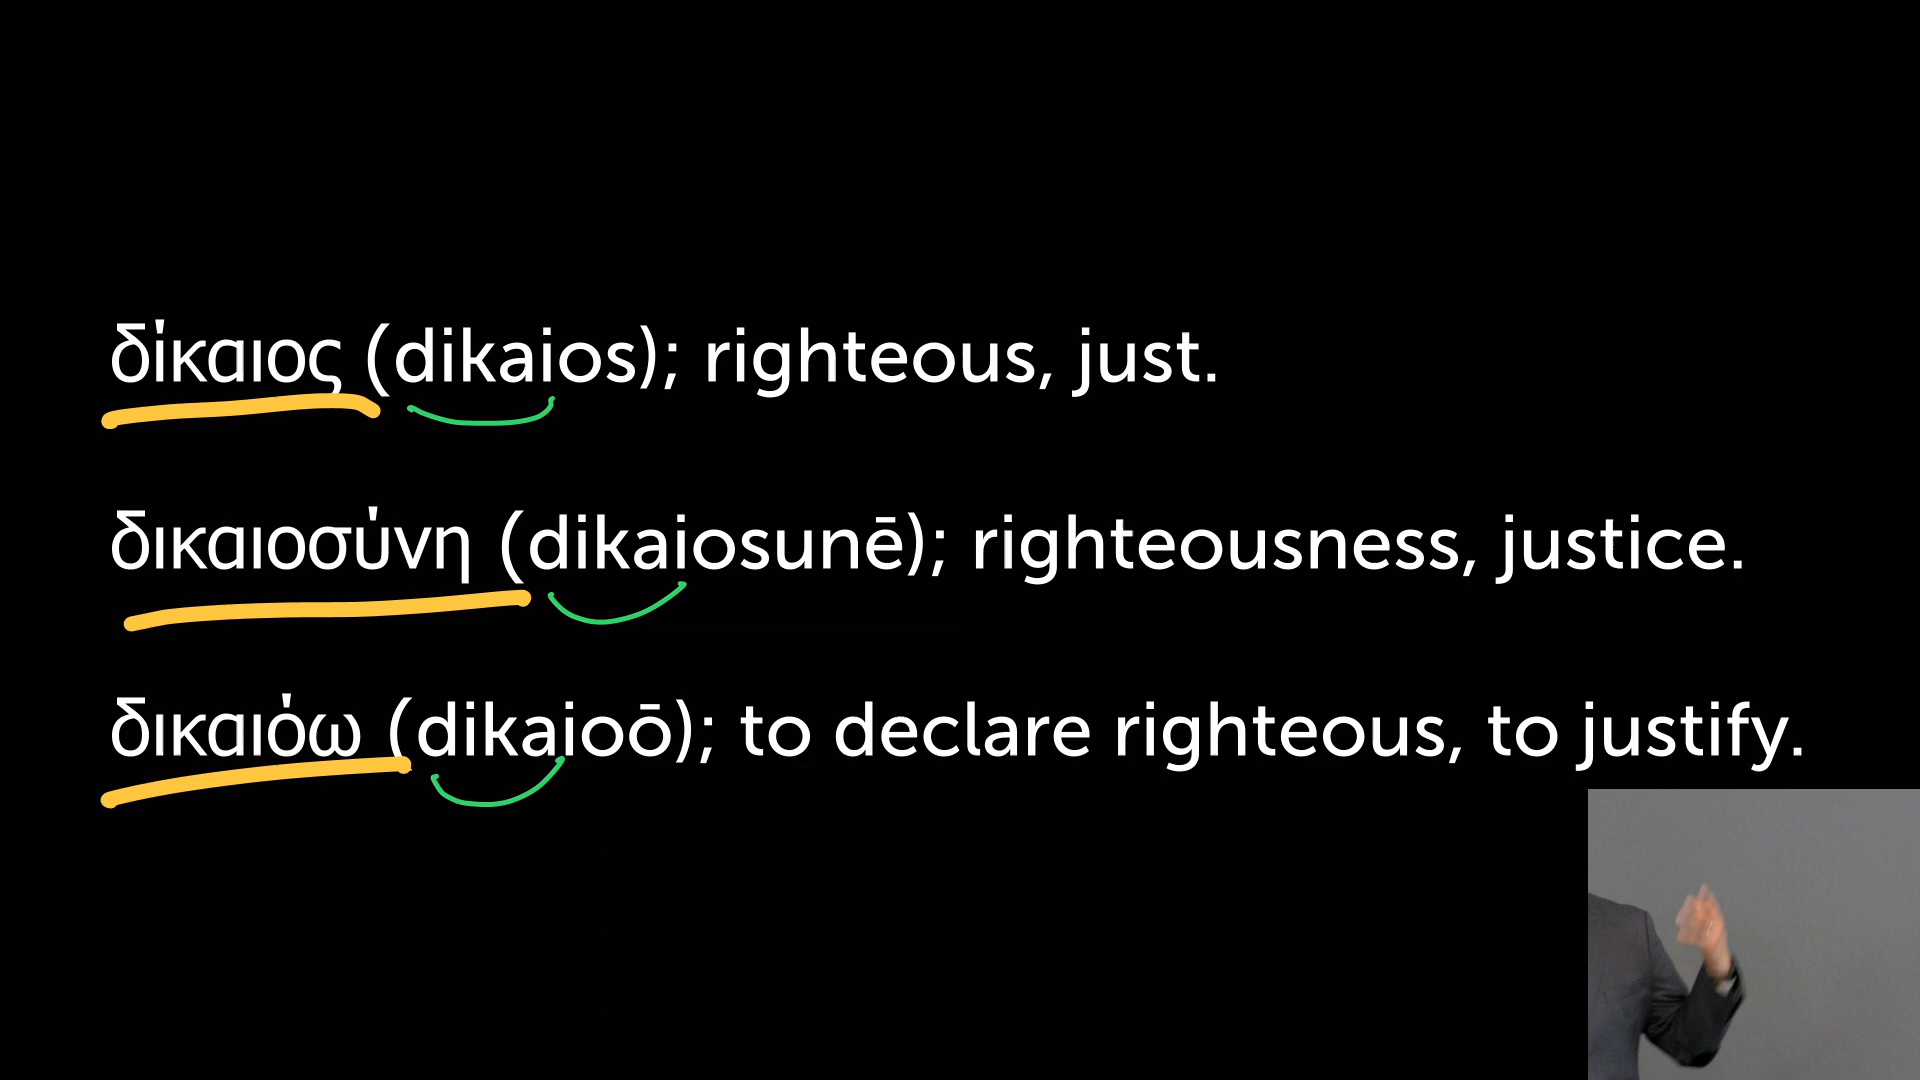 δίκαιος (dikaios); righteous, just.
δικαιοσύνη (dikaiosunē); righteousness, justice.
δικαιόω (dikaioō); to declare righteous, to justify.